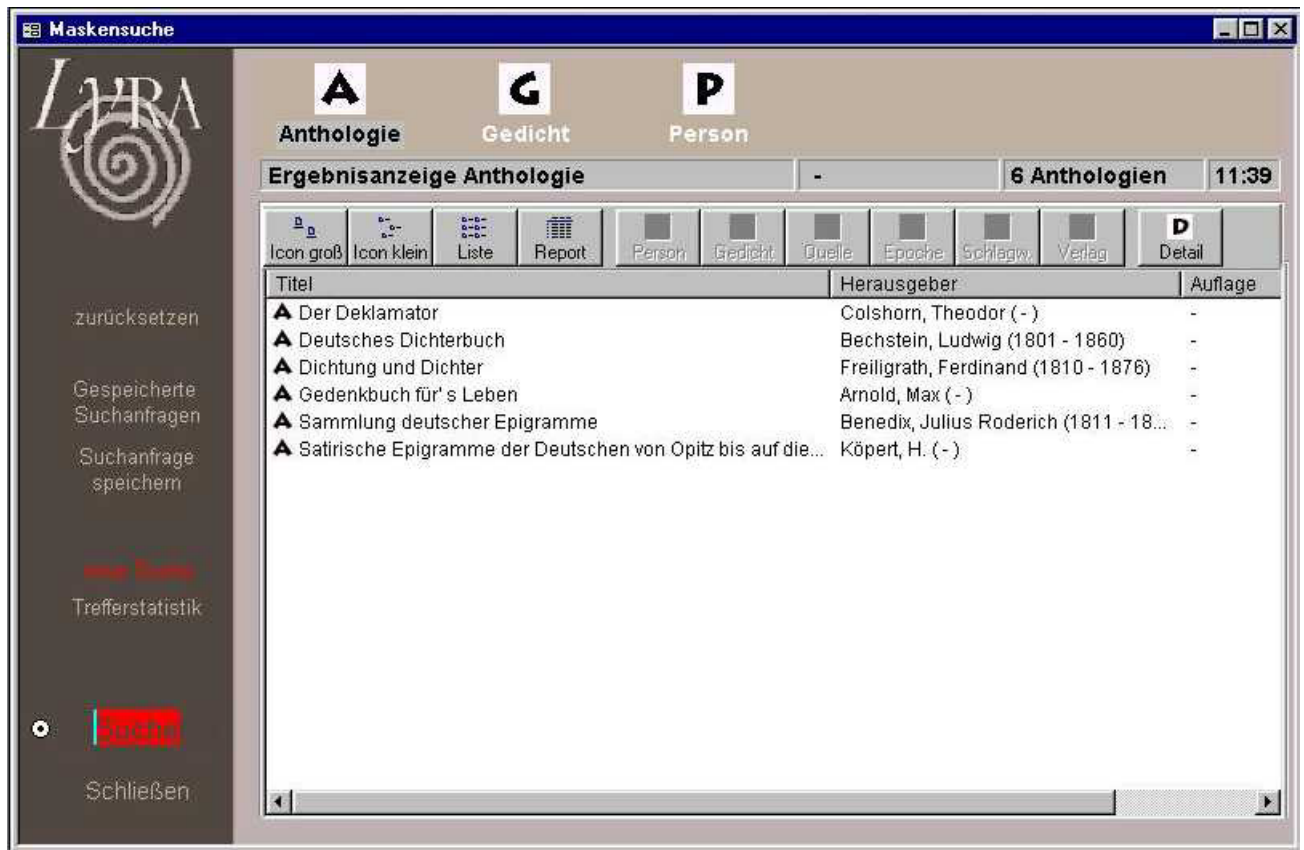 Maskensuche
LYRA
A G P
Anthologie Gedicht Person
Ergebnisanzeige Anthologie - 6 Anthologien 11:39
D
Icon groß Icon klein Liste Report Person Gedicht Quelle Epoche Schlagw. Verlag Detail
Titel Herausgeber Auflage
A Der Deklamator Colshorn, Theodor ( - ) -
A Deutsches Dichterbuch Bechstein, Ludwig (1801 - 1860) -
A Dichtung und Dichter Freiligrath, Ferdinand (1810 - 1876) -
A Gedenkbuch für' s Leben Arnold, Max ( - ) -
A Sammlung deutscher Epigramme Benedix, Julius Roderich (1811 - 18... -
A Satirische Epigramme der Deutschen von Opitz bis auf die... Köpert, H. ( - ) -
zurücksetzen
Gespeicherte
Suchanfragen
Suchanfrage
speichern
neue Suche
Trefferstatistik
Suche
Schließen